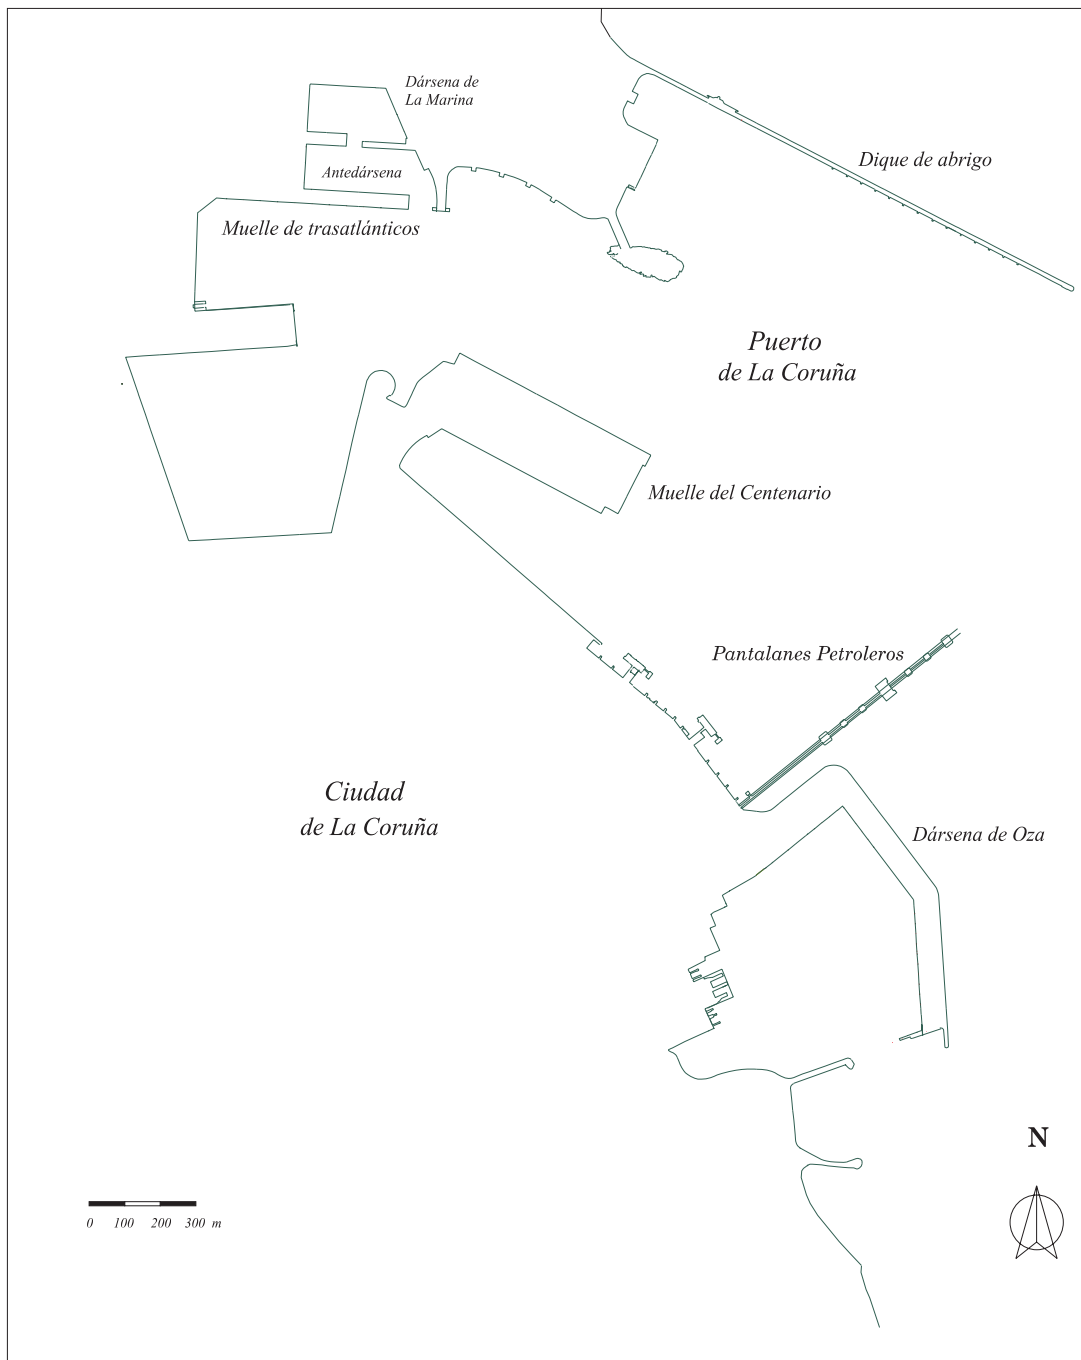 Dársena de
La Marina
Dique de abrigo
Antedársena
Muelle de trasatlánticos
Puerto
de La Coruña
Muelle del Centenario
Pantalanes Petroleros
Ciudad
de La Coruña
Dársena de Oza
N
0 100 200 300 m